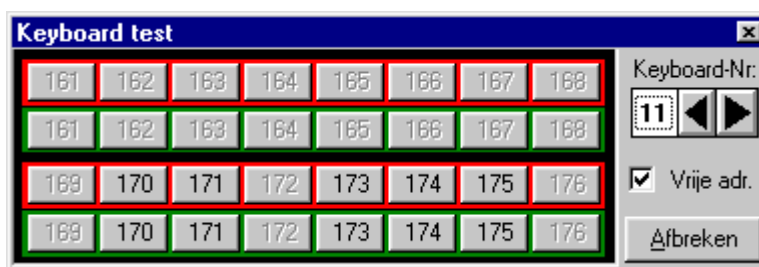 Keyboard test
161 162 163 164 165 166 167 168
161 162 163 164 165 166 167 168
169 170 171 172 173 174 175 176
169 170 171 172 173 174 175 176
Keyboard-Nr:
11
Vrije adr.
Afbreken